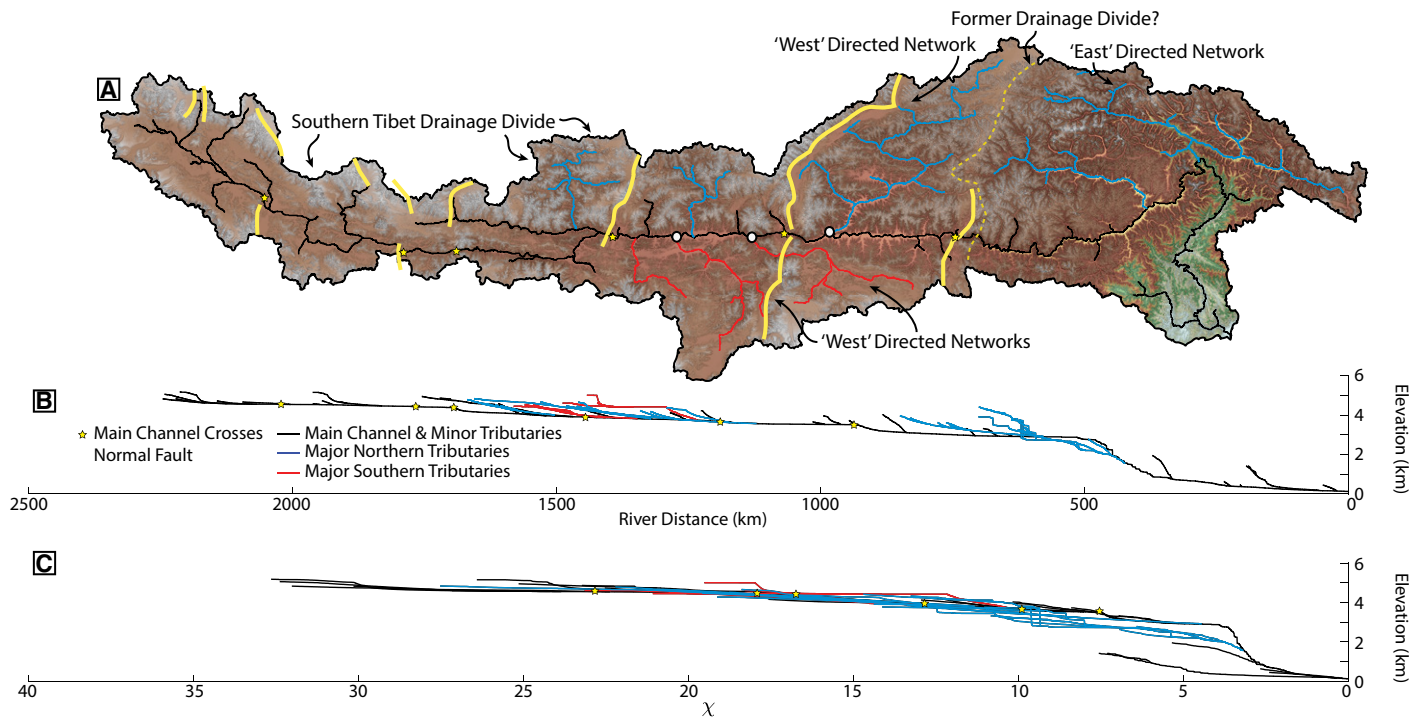 Former Drainage Divide?
'West' Directed Network
'East' Directed Network
A
Southern Tibet Drainage Divide
'West' Directed Networks
B
6
4
2
0
Elevation (km)
Main Channel Crosses
Normal Fault
Main Channel & Minor Tributaries
Major Northern Tributaries
Major Southern Tributaries
2500 2000 1500 1000 500 0
River Distance (km)
C
6
4
2
0
Elevation (km)
40 35 30 25 20 15 10 5 0
χ